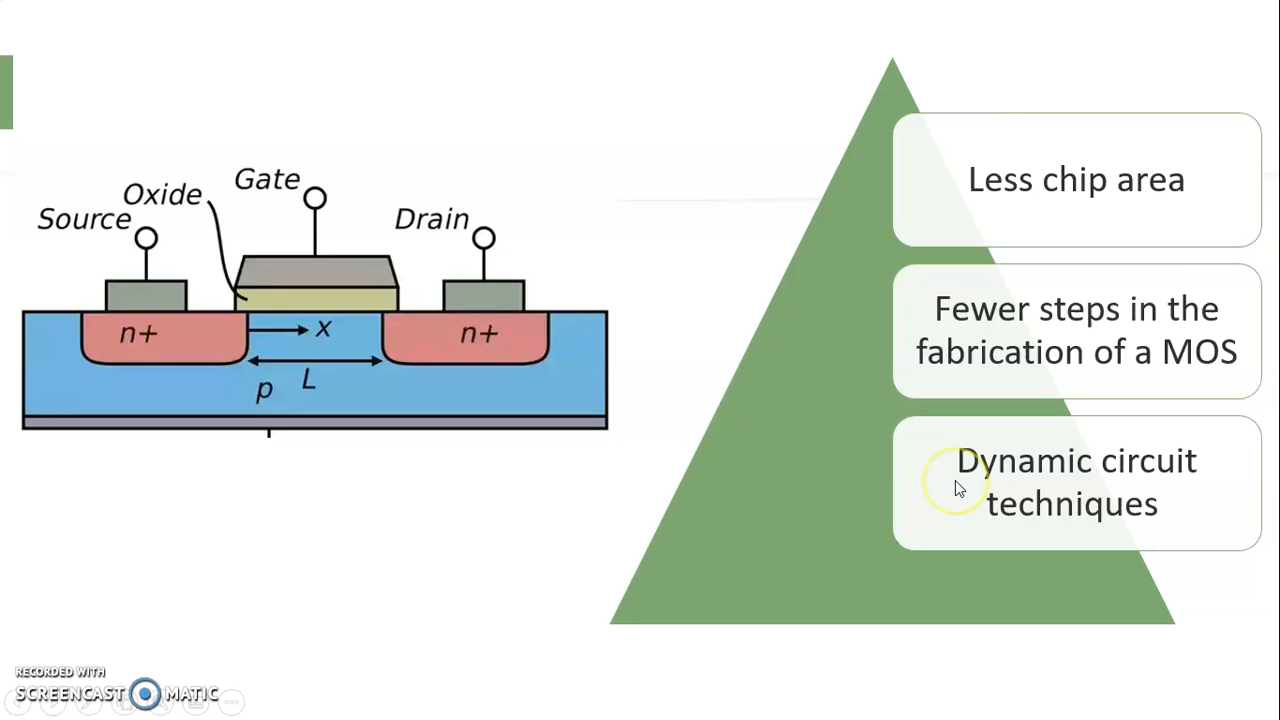 Gate
Oxide
Source
Drain
n+
x
n+
L
p
Less chip area
Fewer steps in the
fabrication of a MOS
Dynamic circuit
techniques
RECORDED WITH
SCREENCAST MATIC